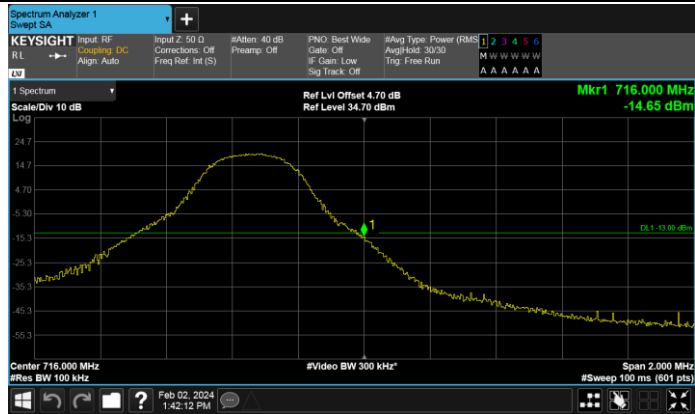 Spectrum Analyzer 1
Swept SA
+
KEYSIGHT
RL
LXI
Input: RF
Coupling: DC
Align: Auto
Input Z: 50 Ω
Corrections: Off
Freq Ref: Int (S)
#Atten: 40 dB
Preamp: Off
PNO: Best Wide
Gate: Off
IF Gain: Low
Sig Track: Off
#Avg Type: Power (RMS
Avg|Hold: 30/30
Trig: Free Run
1 2 3 4 5 6
M W W W W W
A A A A A A
1 Spectrum
Scale/Div 10 dB
Log
Ref Lvl Offset 4.70 dB
Ref Level 34.70 dBm
Mkr1 716.000 MHz
-14.65 dBm
24.7
14.7
4.70
-5.30
-15.3
-25.3
-35.3
-45.3
-55.3
1
DL1 -13.00 dBm
Center 716.000 MHz
#Res BW 100 kHz
#Video BW 300 kHz*
Span 2.000 MHz
#Sweep 100 ms (601 pts)
?
Feb 02, 2024
1:42:12 PM